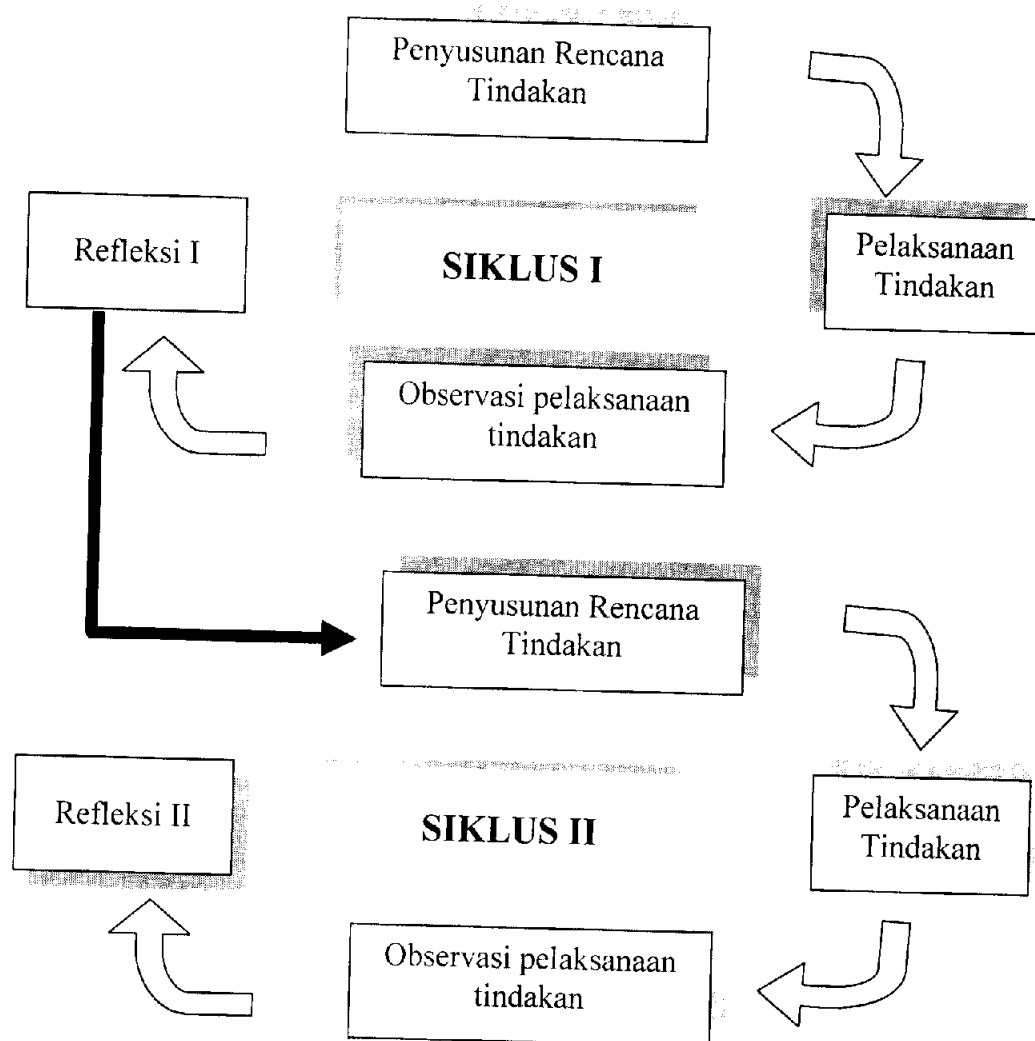 Penyusunan Rencana
Tindakan
Refleksi I
SIKLUS I
Pelaksanaan
Tindakan
Observasi pelaksanaan
tindakan
Penyusunan Rencana
Tindakan
Refleksi II
SIKLUS II
Pelaksanaan
Tindakan
Observasi pelaksanaan
tindakan